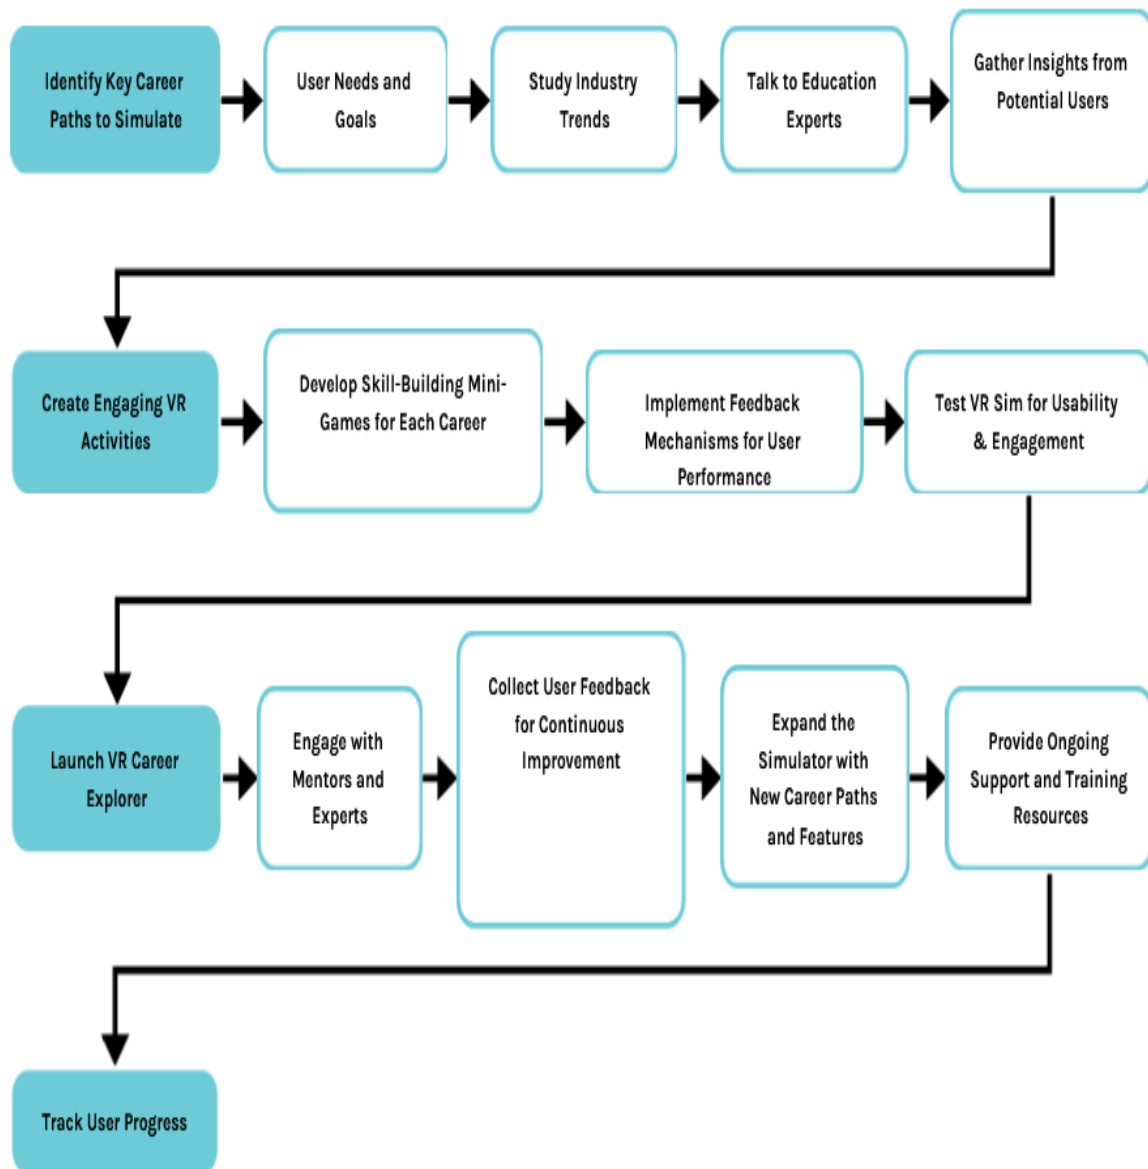 Identify Key Career
Paths to Simulate
User Needs and
Goals
Study Industry
Trends
Talk to Education
Experts
Gather Insights from
Potential Users
Create Engaging VR
Activities
Develop Skill-Building Mini-
Games for Each Career
Implement Feedback
Mechanisms for User
Performance
Test VR Sim for Usability
& Engagement
Launch VR Career
Explorer
Engage with
Mentors and
Experts
Collect User Feedback
for Continuous
Improvement
Expand the
Simulator with
New Career Paths
and Features
Provide Ongoing
Support and Training
Resources
Track User Progress